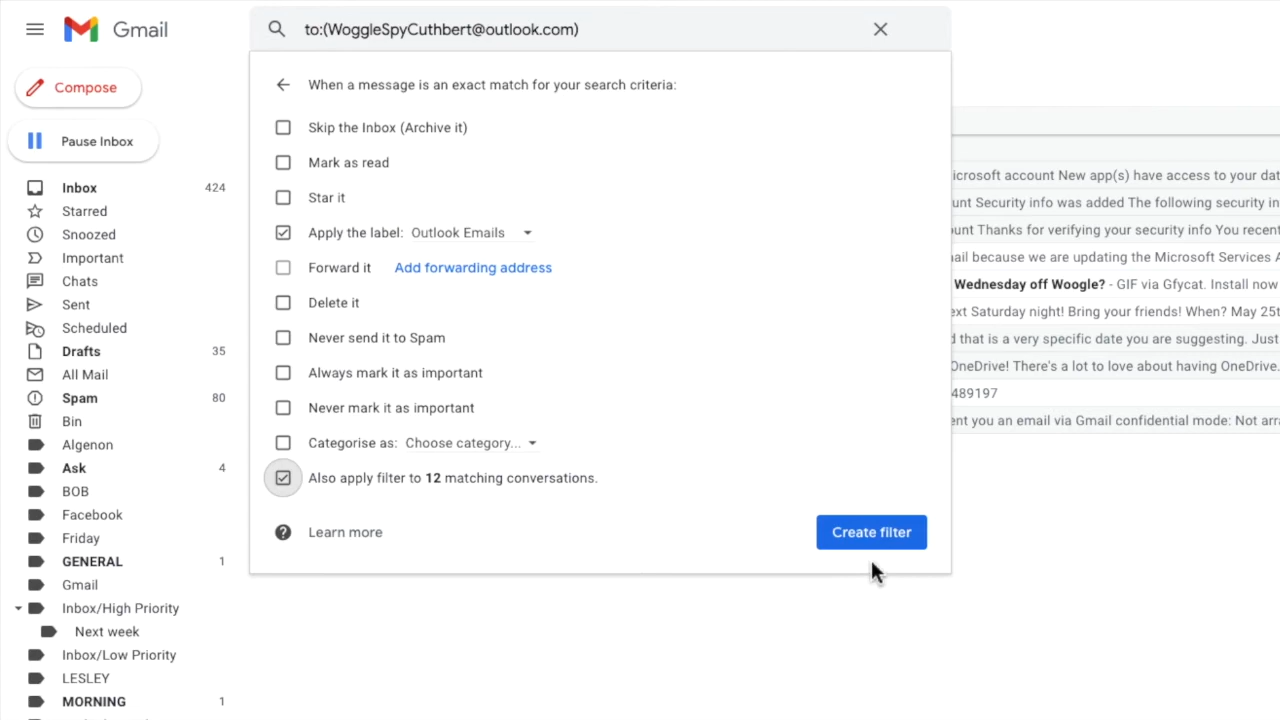 Gmail
to:(WoggleSpyCuthbert@outlook.com)
Compose
Pause Inbox
Inbox 424
Starred
Snoozed
Important
Chats
Sent
Scheduled
Drafts 35
All Mail
Spam 80
Bin
Algenon
Ask 4
BOB
Facebook
Friday
GENERAL 1
Gmail
Inbox/High Priority
Next week
Inbox/Low Priority
LESLEY
MORNING 1
When a message is an exact match for your search criteria:
Skip the Inbox (Archive it)
Mark as read
Star it
Apply the label: Outlook Emails
Forward it Add forwarding address
Delete it
Never send it to Spam
Always mark it as important
Never mark it as important
Categorise as: Choose category...
Also apply filter to 12 matching conversations.
Learn more
Create filter
icrosoft account New app(s) have access to your dat
unt Security info was added The following security in
ount Thanks for verifying your security info You recent
ail because we are updating the Microsoft Services A
Wednesday off Woogle? - GIF via Gfycat. Install now
ext Saturday night! Bring your friends! When? May 25t
d that is a very specific date you are suggesting. Just
OneDrive! There's a lot to love about having OneDrive.
489197
ent you an email via Gmail confidential mode: Not arr